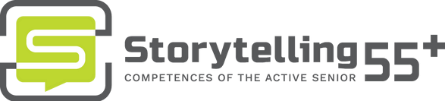 Storytelling 55+
COMPETENCES OF THE ACTIVE SENIOR